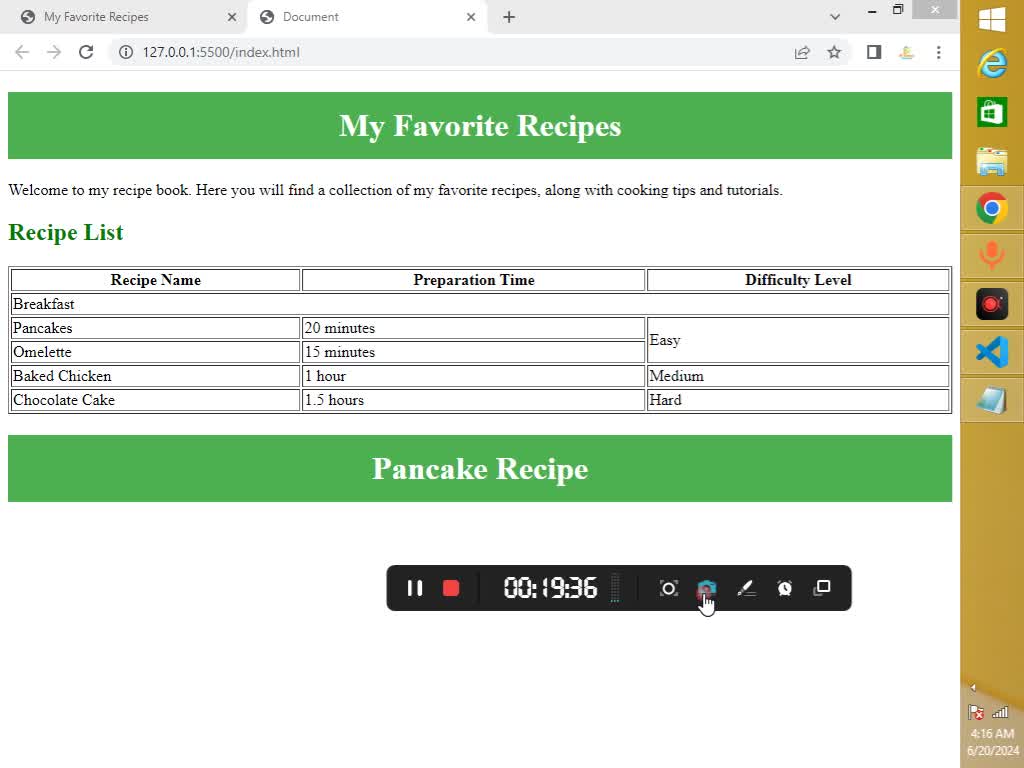 My Favorite Recipes
Document
127.0.0.1:5500/index.html
My Favorite Recipes
Welcome to my recipe book. Here you will find a collection of my favorite recipes, along with cooking tips and tutorials.
Recipe List
Recipe Name Preparation Time Difficulty Level
Breakfast
Pancakes 20 minutes Easy
Omelette 15 minutes
Baked Chicken 1 hour Medium
Chocolate Cake 1.5 hours Hard
Pancake Recipe
00:19:36
4:16 AM
6/20/2024